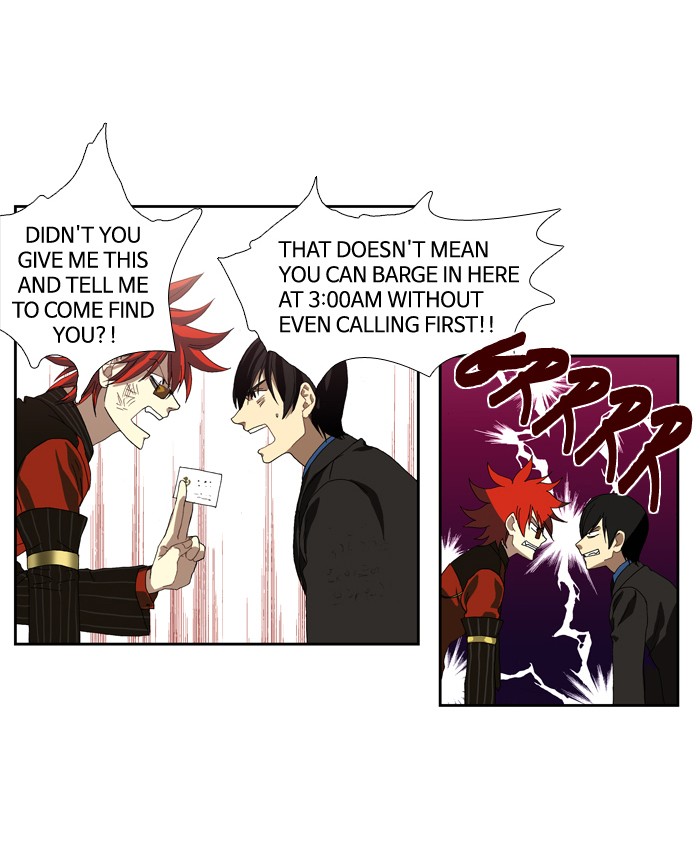 DIDN'T YOU
GIVE ME THIS
AND TELL ME
TO COME FIND
YOU?!
THAT DOESN'T MEAN
YOU CAN BARGE IN HERE
AT 3:00AM WITHOUT
EVEN CALLING FIRST!!
GRRRR